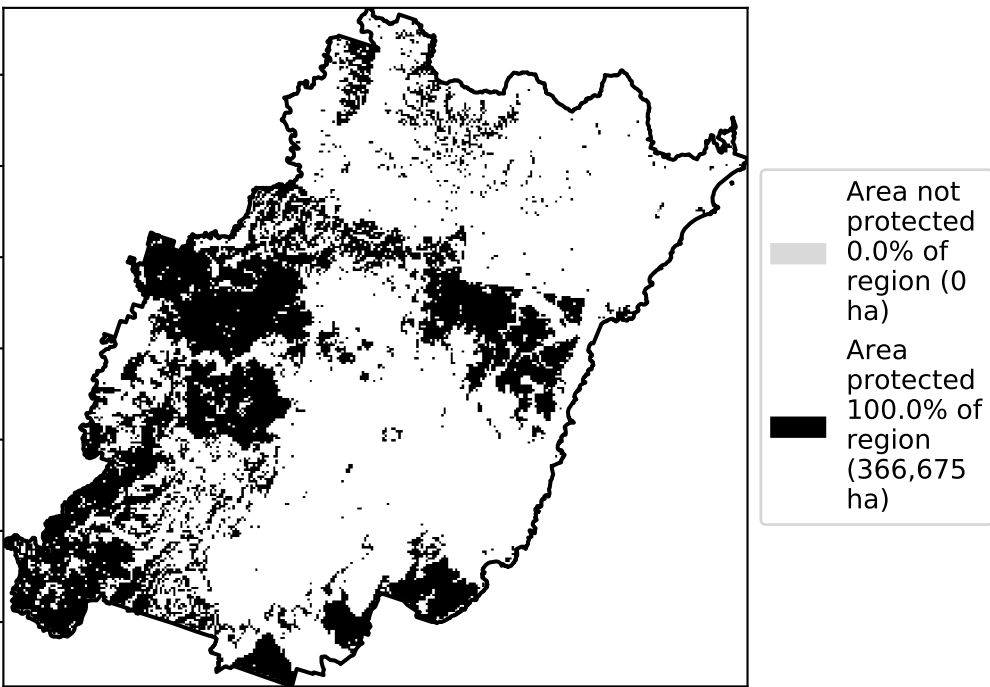 Area not
protected
0.0% of
region (0
ha)
Area
protected
100.0% of
region
(366,675
ha)